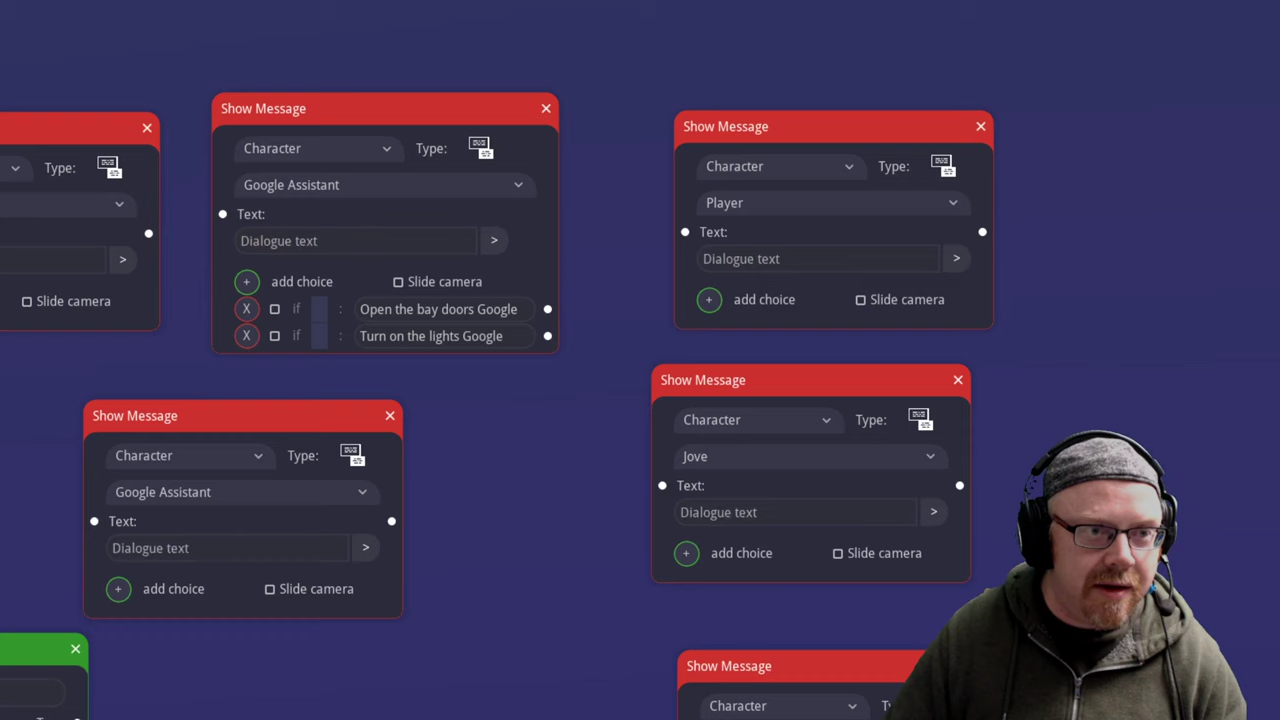 Type:
>
Slide camera
Show Message
Character
Type:
Google Assistant
Text:
Dialogue text
>
+ add choice
Slide camera
X if : Open the bay doors Google
X if : Turn on the lights Google
Show Message
Character
Type:
Player
Text:
Dialogue text
>
+ add choice
Slide camera
Show Message
Character
Type:
Google Assistant
Text:
Dialogue text
>
+ add choice
Slide camera
Show Message
Character
Type:
Jove
Text:
Dialogue text
>
+ add choice
Slide camera
Show Message
Character